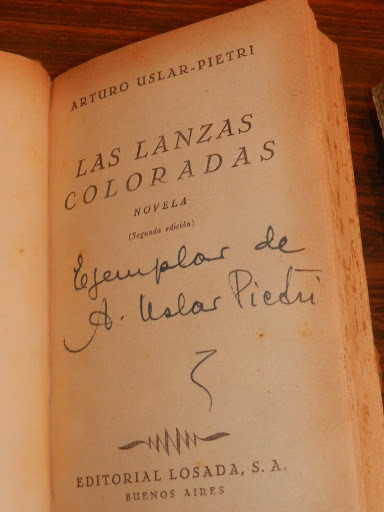 ARTURO USLAR-PIETRI
LAS LANZAS
COLORADAS
NOVELA
(Segunda edición)
Ejemplar de
A. Uslar Pietri
EDITORIAL LOSADA, S. A.
BUENOS AIRES